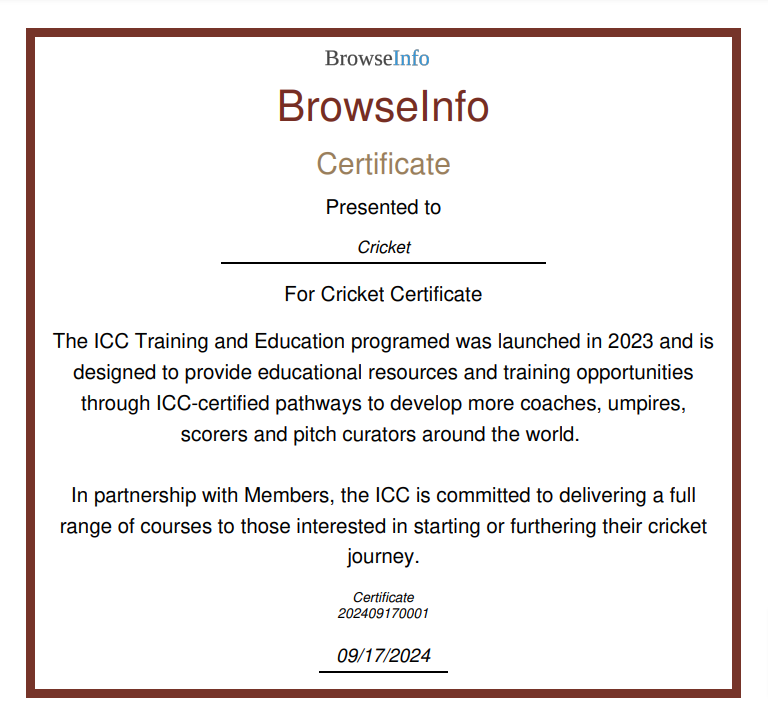 BrowseInfo
BrowseInfo
Certificate
Presented to
Cricket
For Cricket Certificate
The ICC Training and Education programed was launched in 2023 and is
designed to provide educational resources and training opportunities
through ICC-certified pathways to develop more coaches, umpires,
scorers and pitch curators around the world.
In partnership with Members, the ICC is committed to delivering a full
range of courses to those interested in starting or furthering their cricket
journey.
Certificate
202409170001
09/17/2024